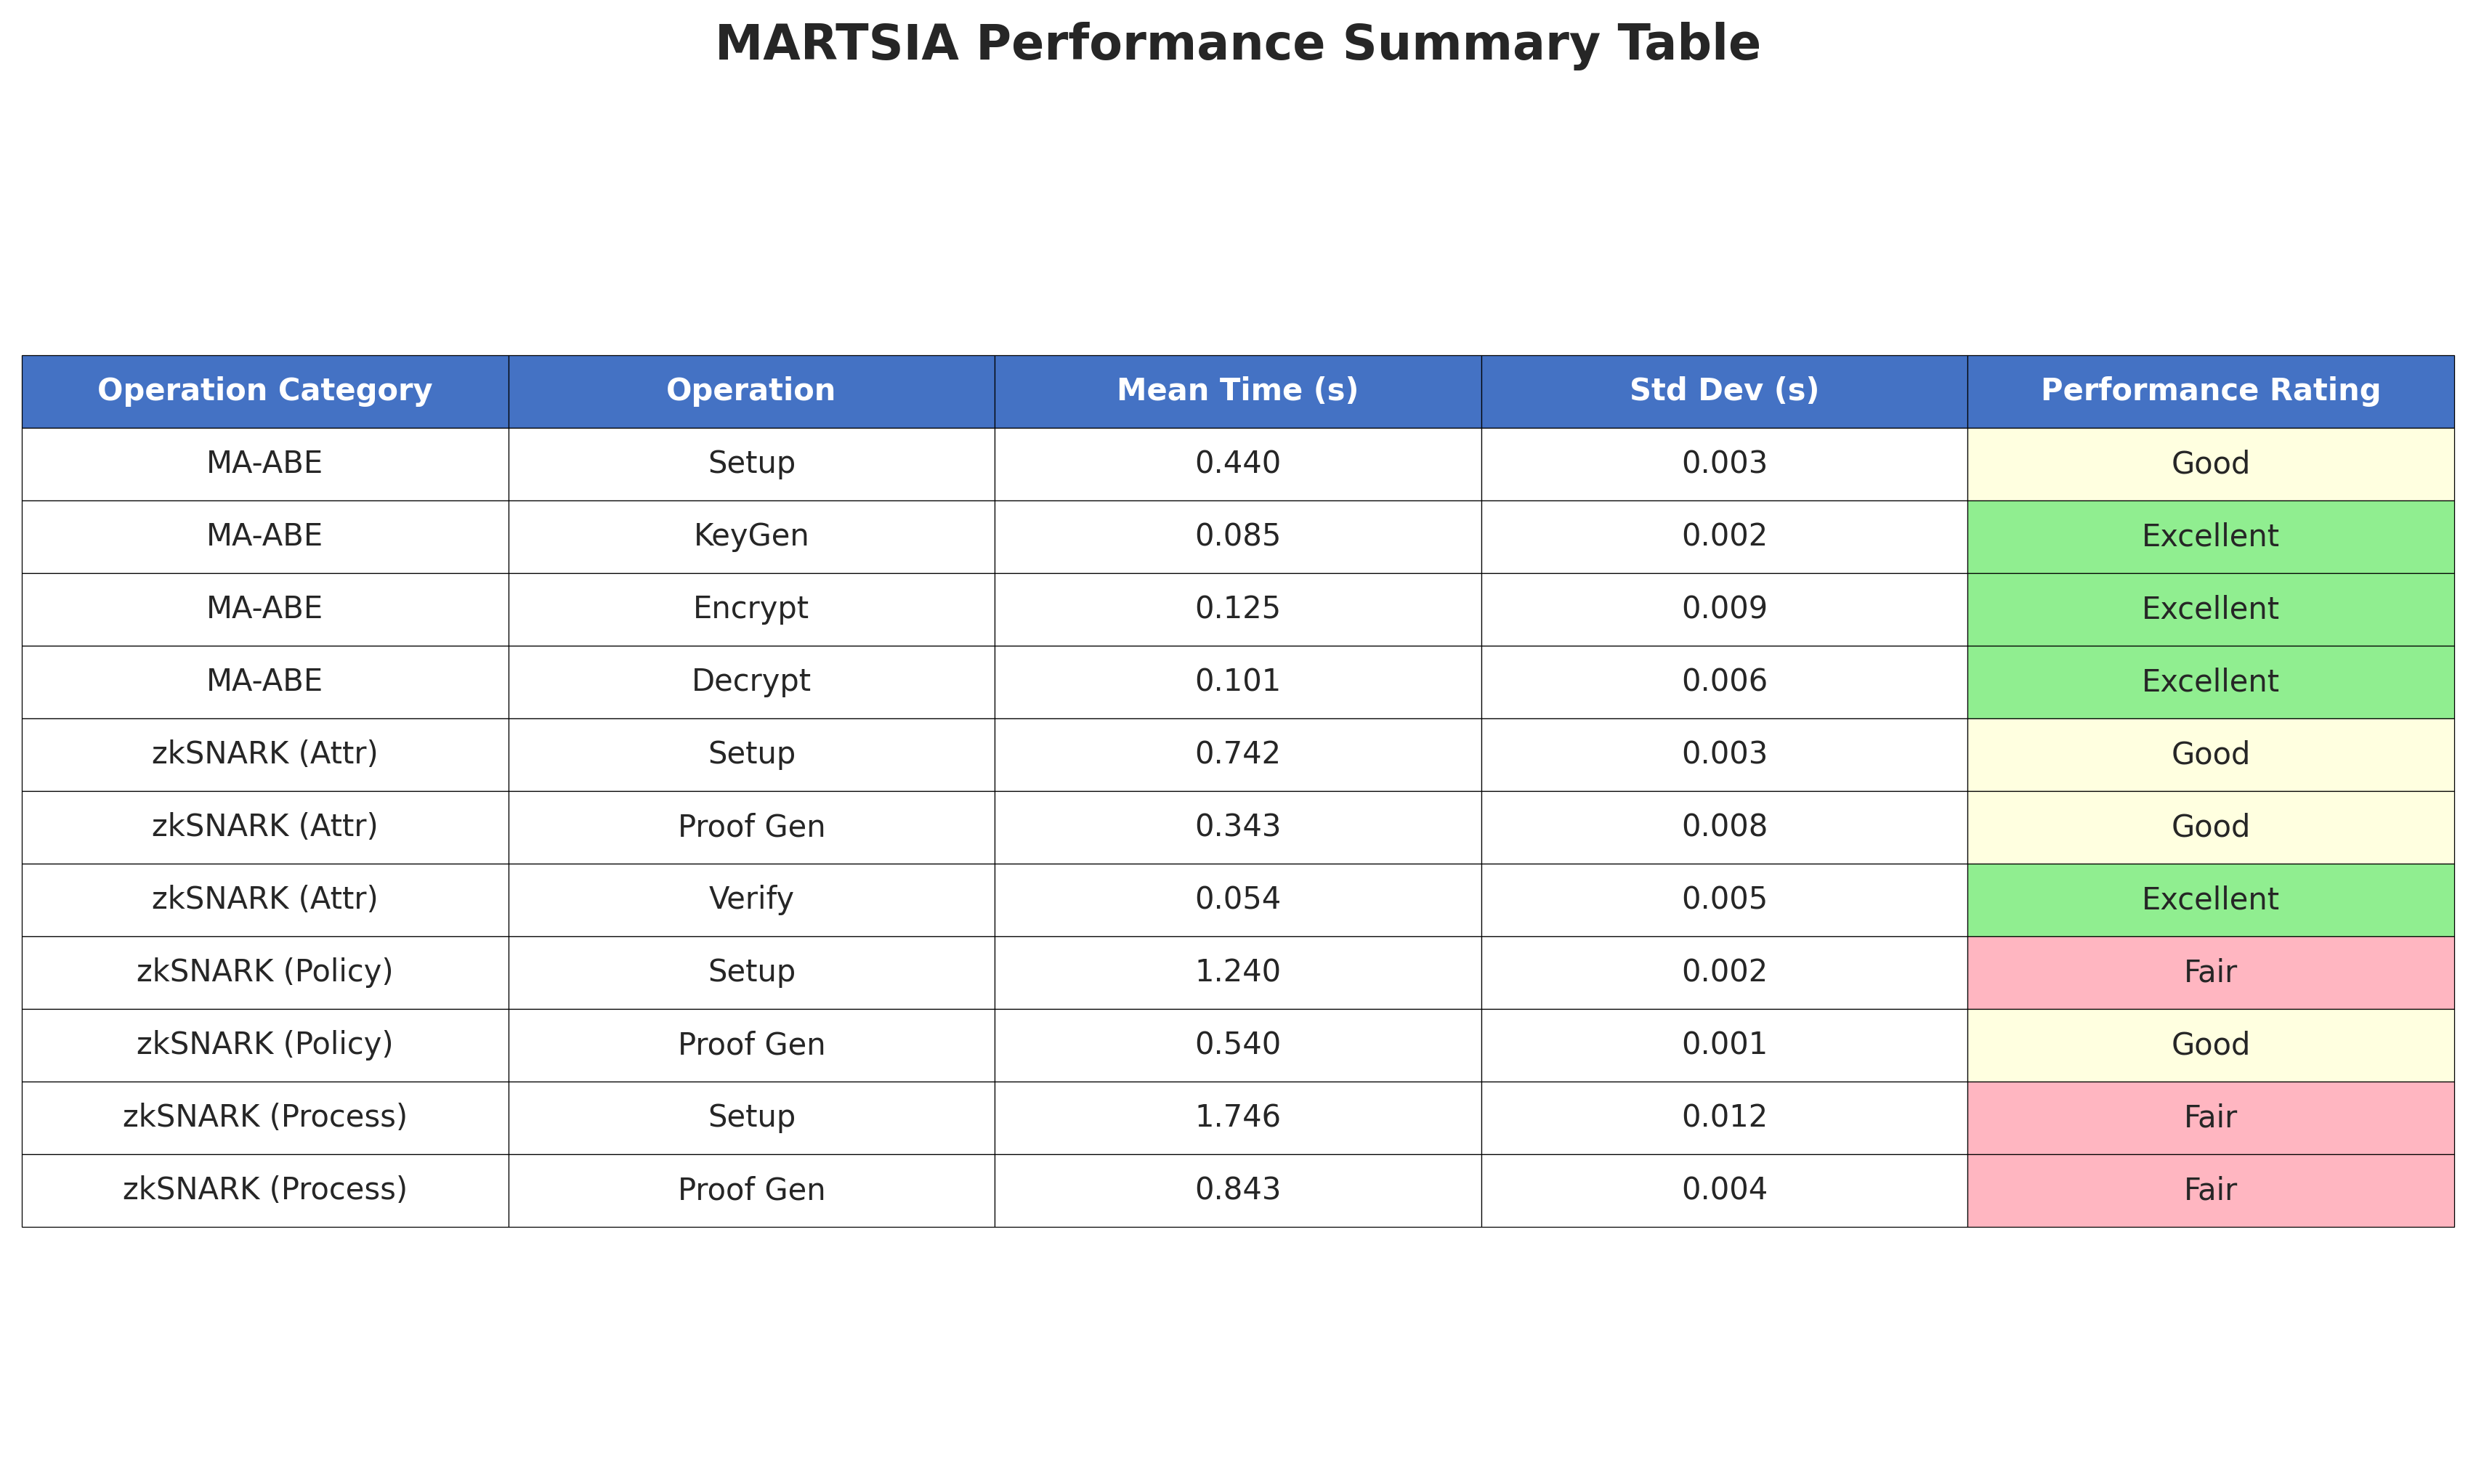 MARTSIA Performance Summary Table
Operation Category Operation Mean Time (s) Std Dev (s) Performance Rating
MA-ABE Setup 0.440 0.003 Good
MA-ABE KeyGen 0.085 0.002 Excellent
MA-ABE Encrypt 0.125 0.009 Excellent
MA-ABE Decrypt 0.101 0.006 Excellent
zkSNARK (Attr) Setup 0.742 0.003 Good
zkSNARK (Attr) Proof Gen 0.343 0.008 Good
zkSNARK (Attr) Verify 0.054 0.005 Excellent
zkSNARK (Policy) Setup 1.240 0.002 Fair
zkSNARK (Policy) Proof Gen 0.540 0.001 Good
zkSNARK (Process) Setup 1.746 0.012 Fair
zkSNARK (Process) Proof Gen 0.843 0.004 Fair